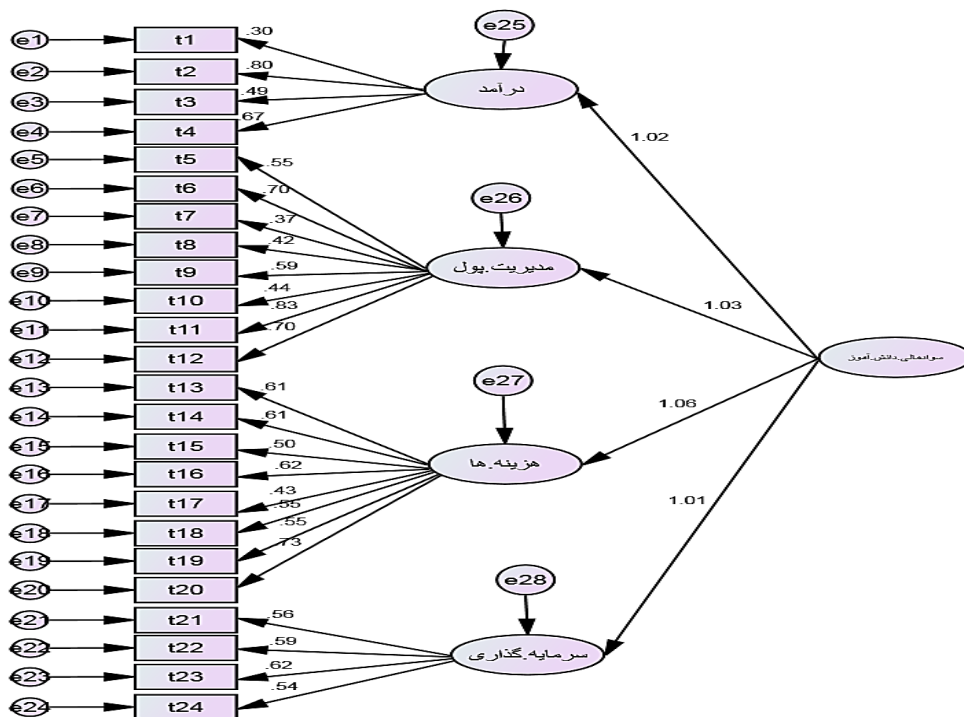 e1
t1
.30
e25
e2
t2
.80
درآمد
e3
t3
.49
e4
t4
.67
1.02
e5
t5
.55
e6
t6
.70
e26
e7
t7
.37
e8
t8
.42
e9
t9
.59
مدیریت.پول
e10
t10
.44
e11
t11
.83
1.03
e12
t12
.70
سوادمالی.دانش.آموز
e13
t13
.61
e27
e14
t14
.61
1.06
e15
t15
.50
e16
t16
.62
هزینه.ها
e17
t17
.43
1.01
e18
t18
.55
e19
t19
.55
e20
t20
.73
e28
e21
t21
.56
e22
t22
.59
سرمایه.گذاری
e23
t23
.62
e24
t24
.54